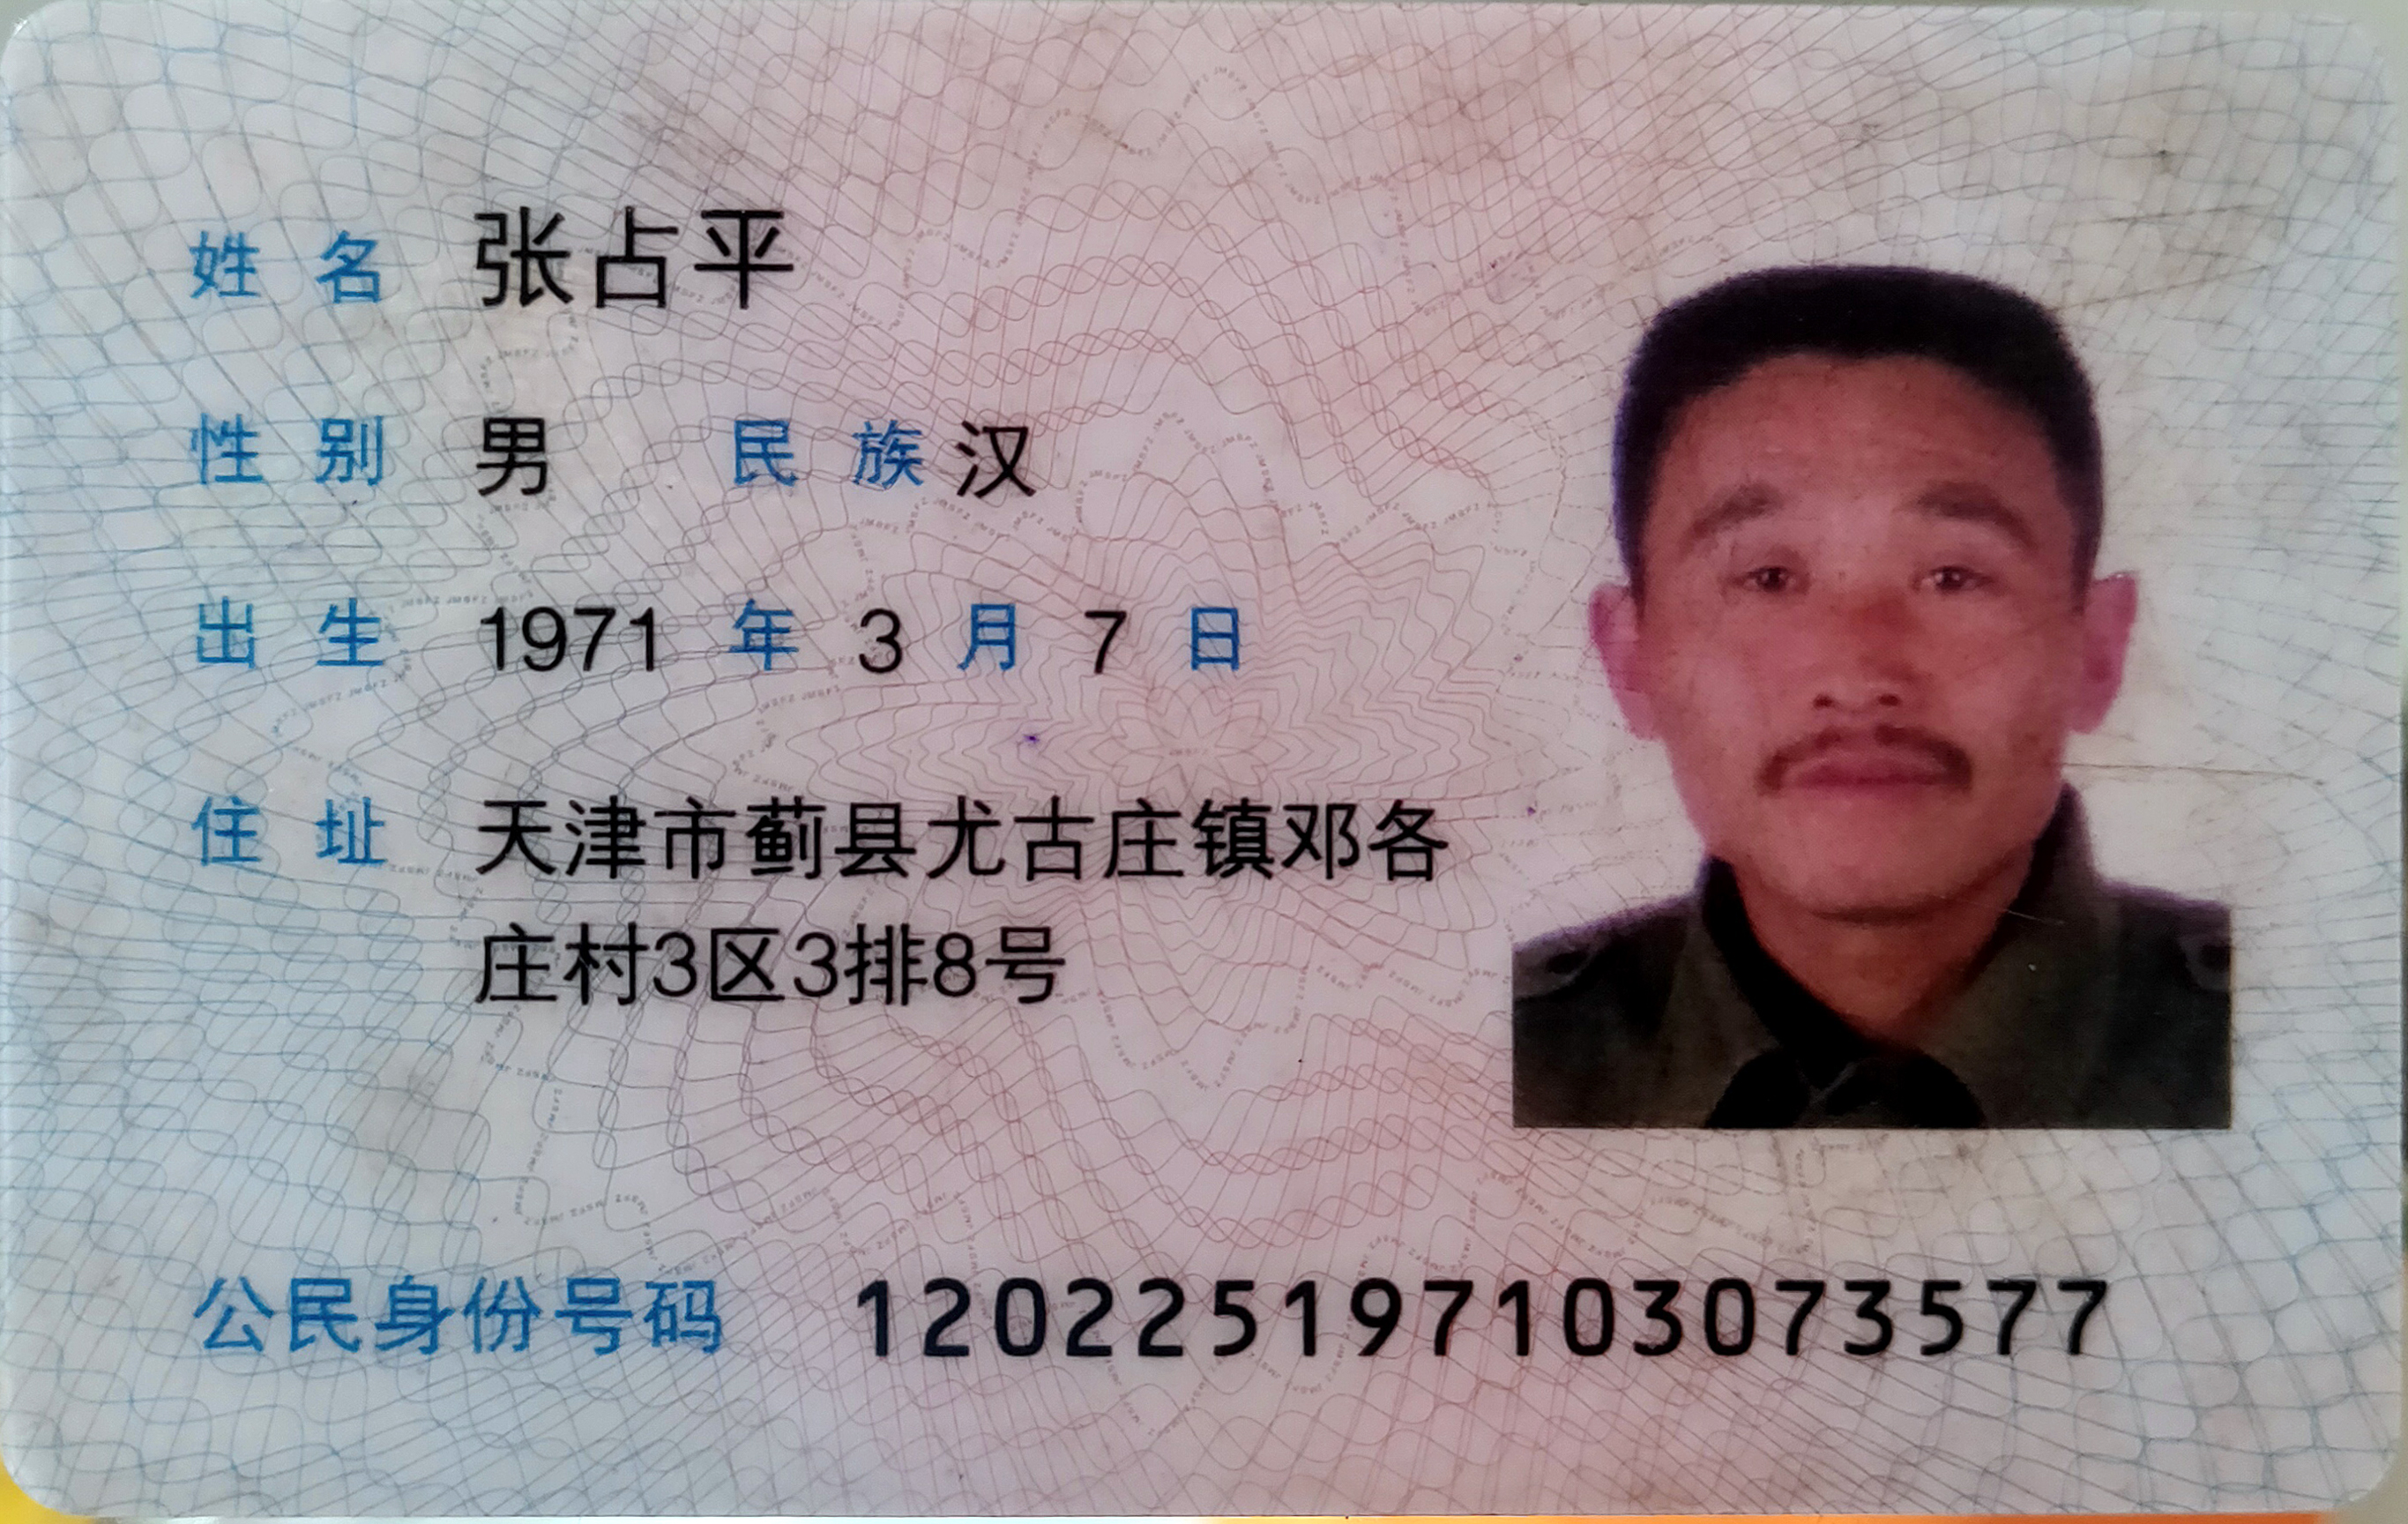 姓名 张占平
性别 男 民族 汉
出生 1971 年 3 月 7 日
住址 天津市蓟县尤古庄镇邓各
庄村3区3排8号
公民身份号码 120225197103073577